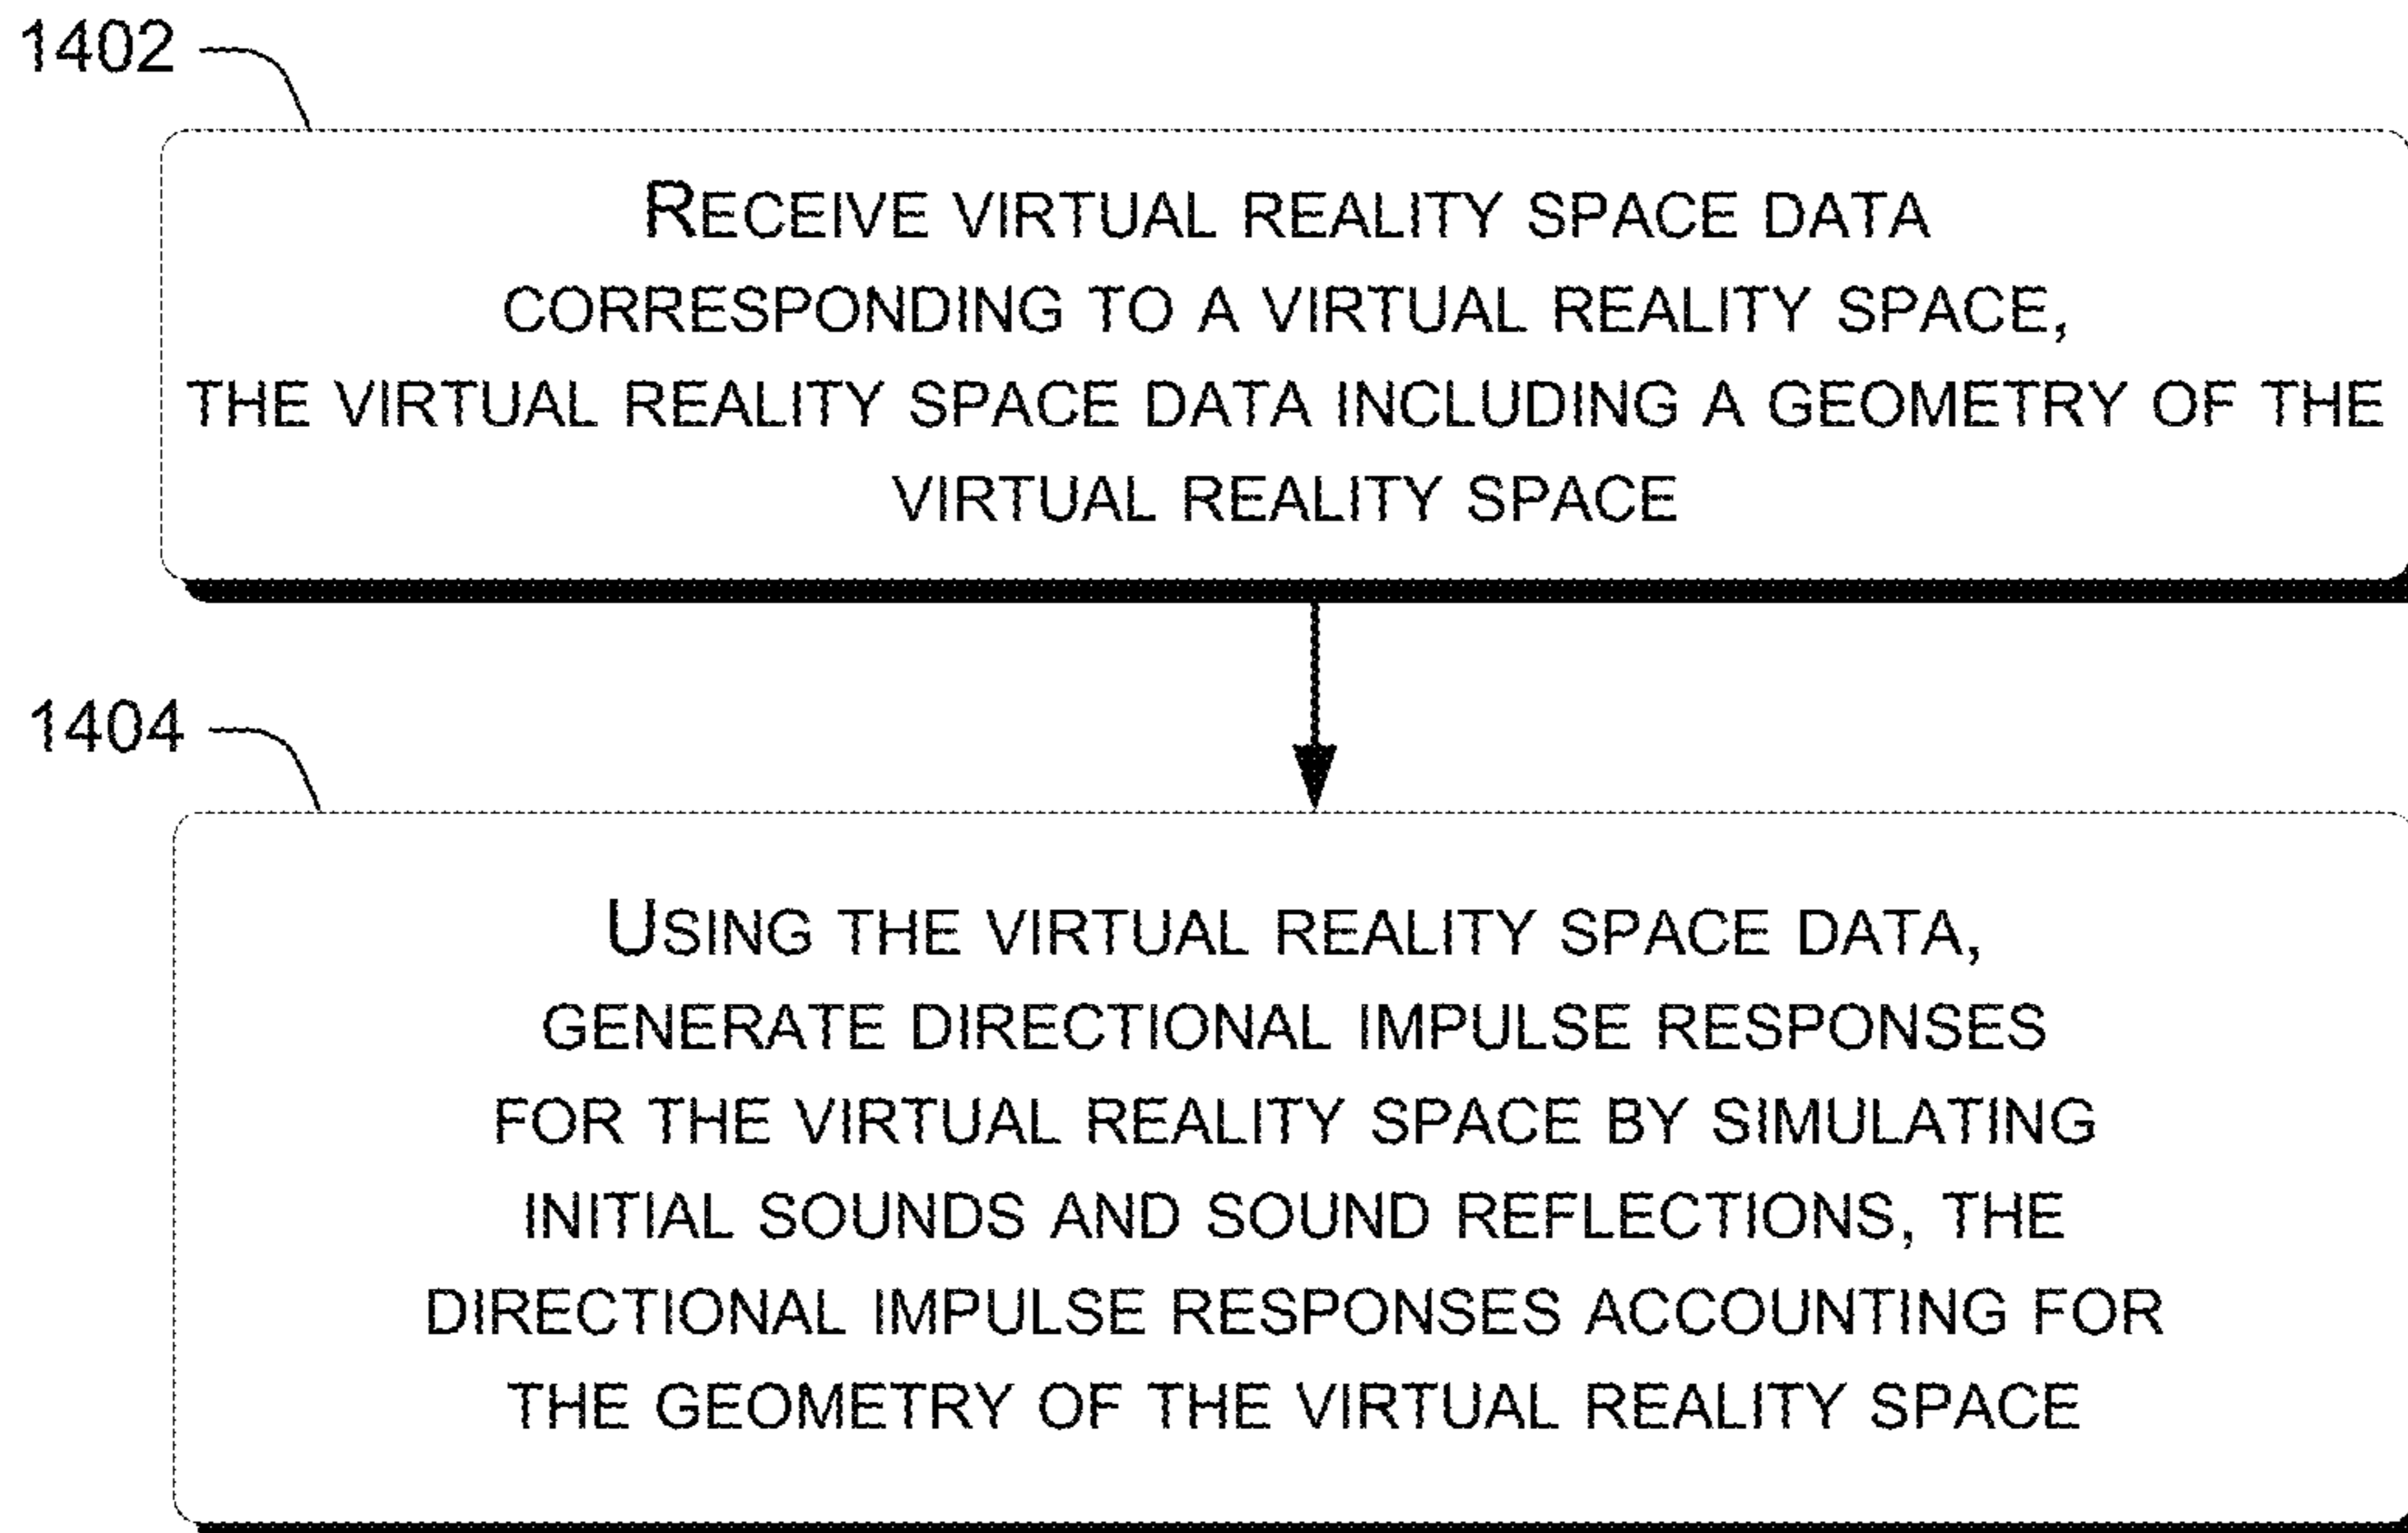 1402
RECEIVE VIRTUAL REALITY SPACE DATA
CORRESPONDING TO A VIRTUAL REALITY SPACE,
THE VIRTUAL REALITY SPACE DATA INCLUDING A GEOMETRY OF THE
VIRTUAL REALITY SPACE
1404
USING THE VIRTUAL REALITY SPACE DATA,
GENERATE DIRECTIONAL IMPULSE RESPONSES
FOR THE VIRTUAL REALITY SPACE BY SIMULATING
INITIAL SOUNDS AND SOUND REFLECTIONS, THE
DIRECTIONAL IMPULSE RESPONSES ACCOUNTING FOR
THE GEOMETRY OF THE VIRTUAL REALITY SPACE